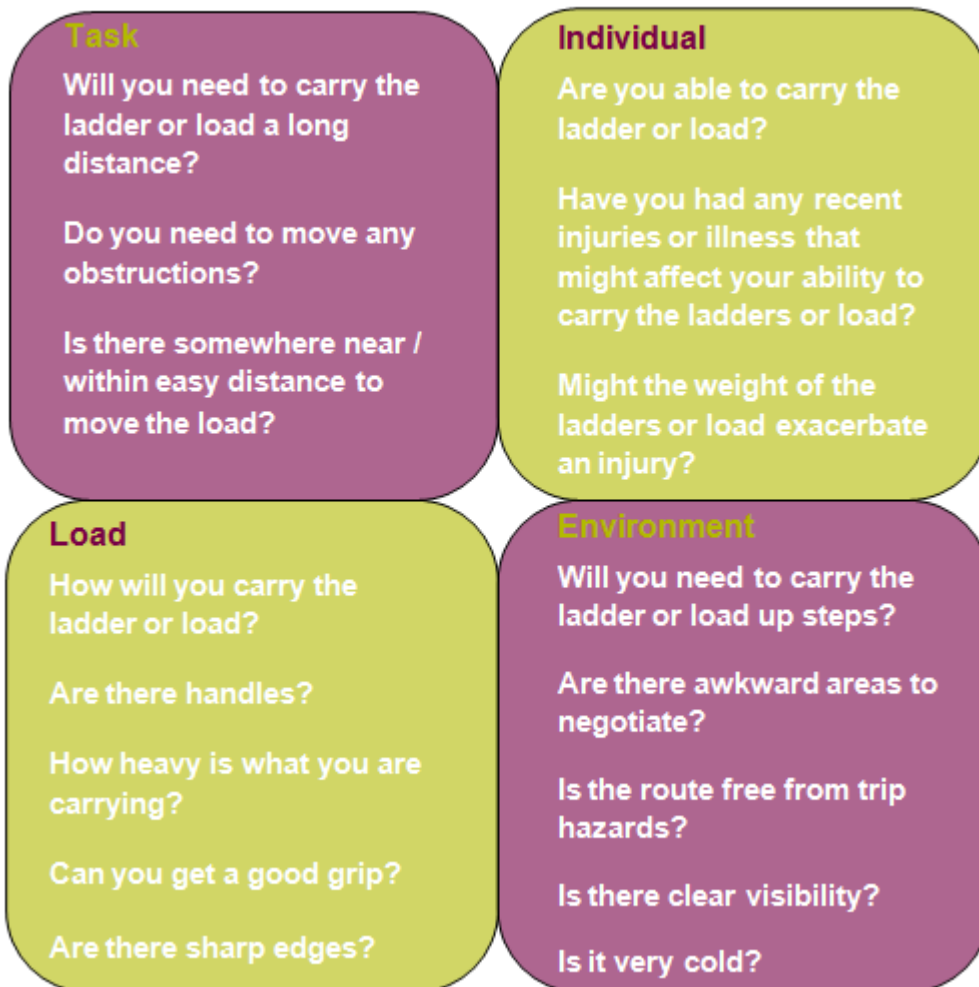 Task
Will you need to carry the
ladder or load a long
distance?
Do you need to move any
obstructions?
Is there somewhere near /
within easy distance to
move the load?
Individual
Are you able to carry the
ladder or load?
Have you had any recent
injuries or illness that
might affect your ability to
carry the ladders or load?
Might the weight of the
ladders or load exacerbate
an injury?
Load
How will you carry the
ladder or load?
Are there handles?
How heavy is what you are
carrying?
Can you get a good grip?
Are there sharp edges?
Environment
Will you need to carry the
ladder or load up steps?
Are there awkward areas to
negotiate?
Is the route free from trip
hazards?
Is there clear visibility?
Is it very cold?